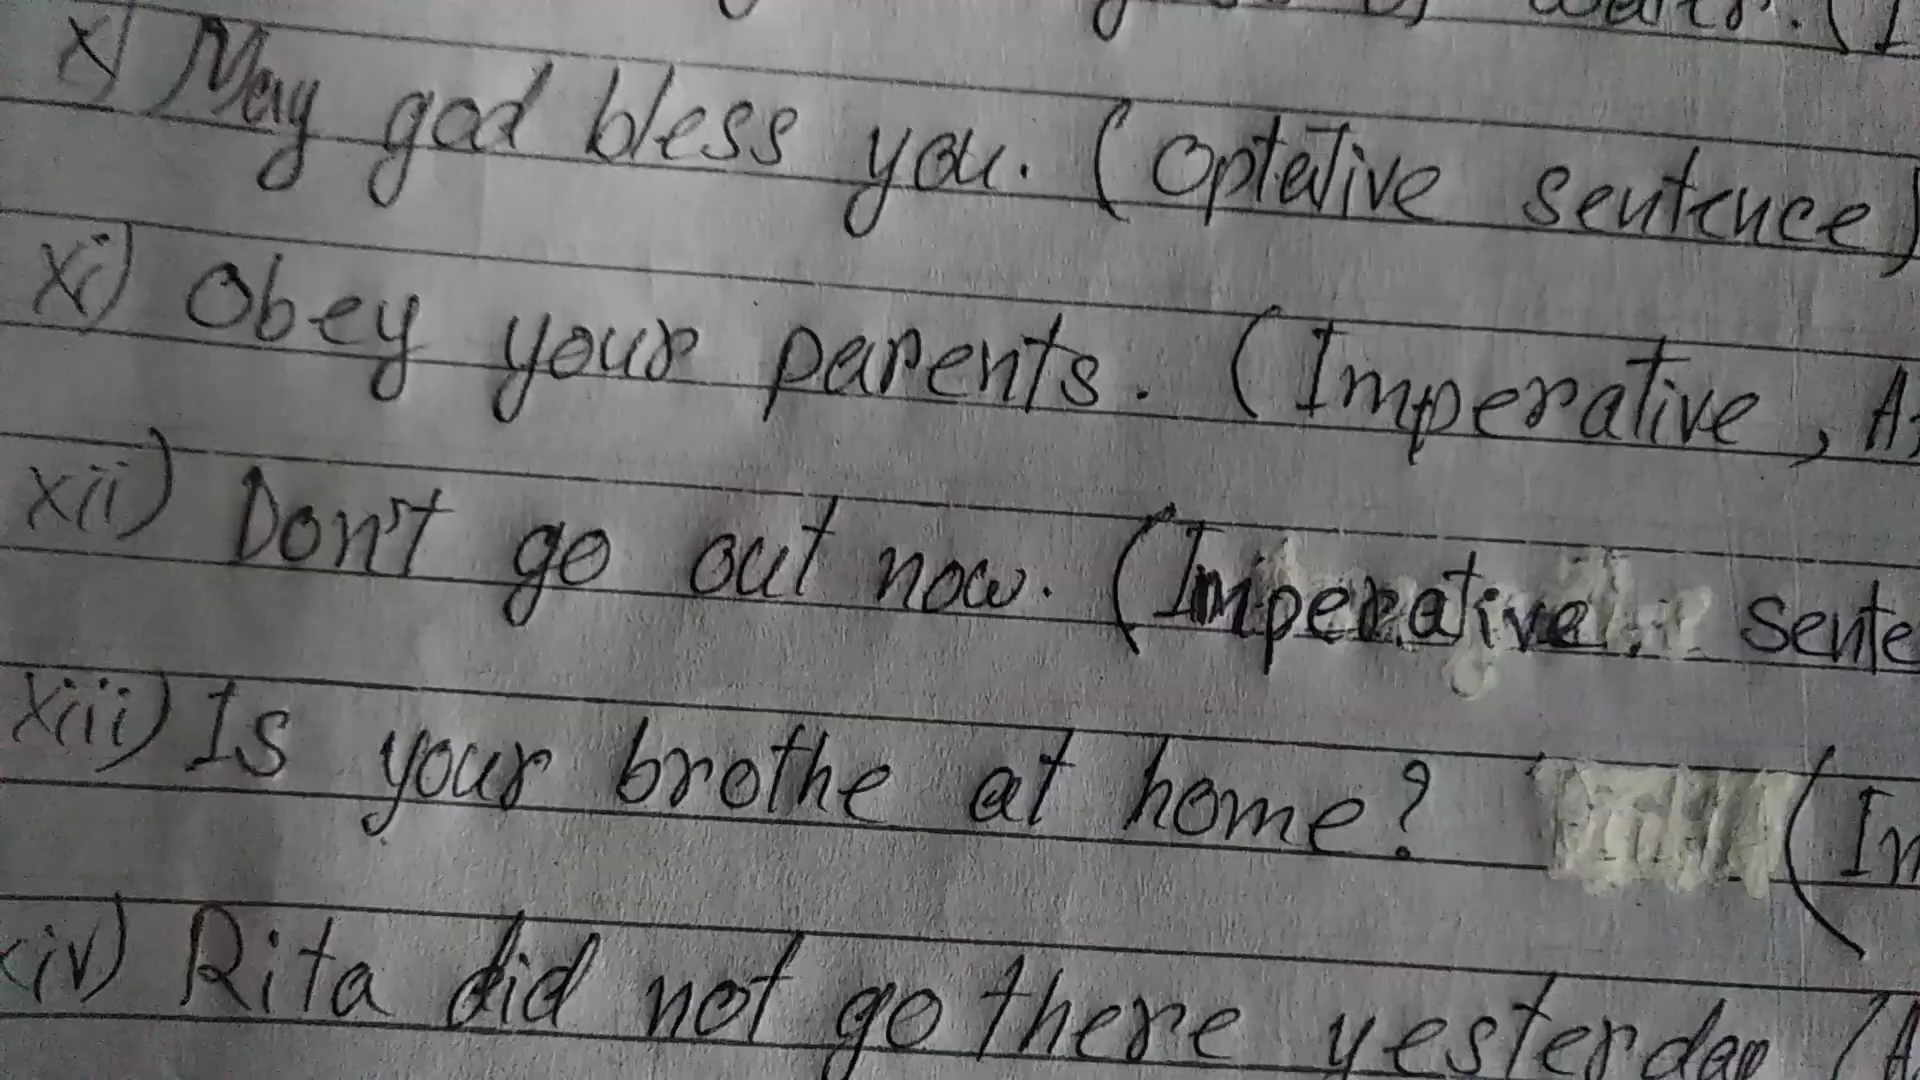 x) May god bless you. (Optative sentence)
xi) Obey your parents. (Imperative,
xii) Don't go out now. (Imperative
xiii) Is your brothe at home?
xiv) Rita did not go there yesterday